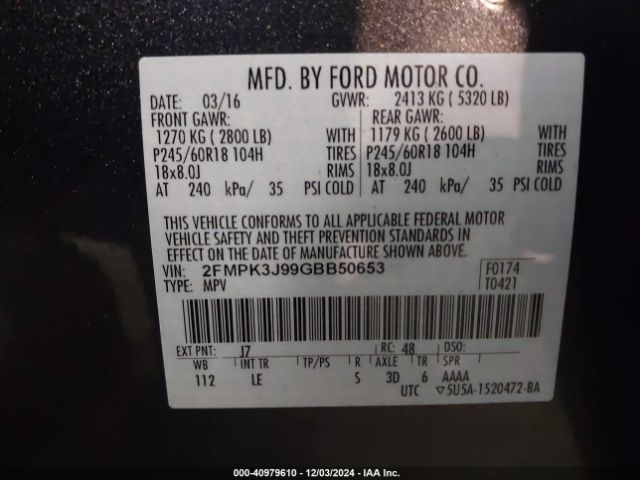 MFD. BY FORD MOTOR CO.
DATE: 03/16 GVWR: 2413 KG ( 5320 LB)
FRONT GAWR: REAR GAWR:
1270 KG ( 2800 LB) WITH 1179 KG ( 2600 LB) WITH
P245/60R18 104H TIRES P245/60R18 104H TIRES
18x8.0J RIMS 18x8.0J RIMS
AT 240 kPa/ 35 PSI COLD AT 240 kPa/ 35 PSI COLD
THIS VEHICLE CONFORMS TO ALL APPLICABLE FEDERAL MOTOR
VEHICLE SAFETY AND THEFT PREVENTION STANDARDS IN
EFFECT ON THE DATE OF MANUFACTURE SHOWN ABOVE.
VIN: 2FMPK3J99GBB50653 F0174
TYPE: MPV T0421
EXT PNT: J7 RC: 48 DSO:
WB INT TR TP/PS R AXLE TR SPR
112 LE S 3D 6 AAAA
UTC ▽5U5A-1520472-BA
000-40979610 - 12/03/2024 - IAA Inc.